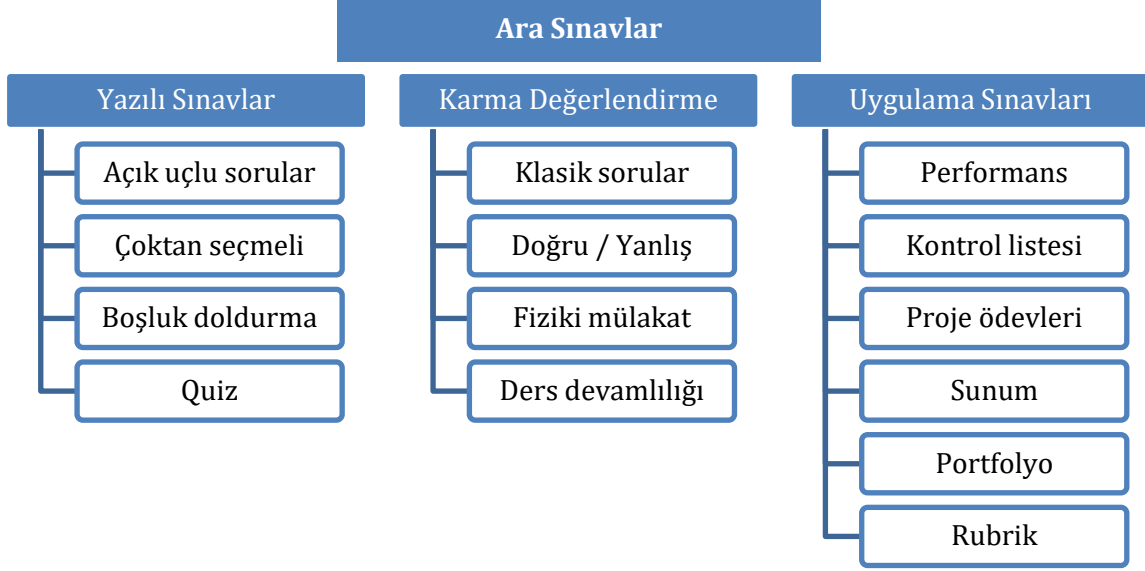 Ara Sınavlar
Yazılı Sınavlar
Açık uçlu sorular
Çoktan seçmeli
Boşluk doldurma
Quiz
Karma Değerlendirme
Klasik sorular
Doğru / Yanlış
Fiziki mülakat
Ders devamlılığı
Uygulama Sınavları
Performans
Kontrol listesi
Proje ödevleri
Sunum
Portfolyo
Rubrik